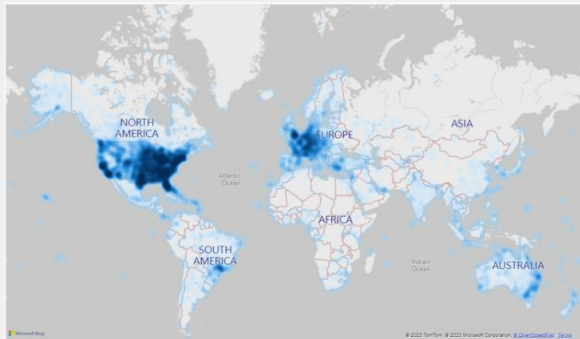 NORTH
AMERICA
EUROPE
ASIA
Atlantic
Ocean
AFRICA
SOUTH
AMERICA
Indian
Ocean
AUSTRALIA
Microsoft Bing
© 2023 TomTom, © 2023 Microsoft Corporation, © OpenStreetMap Terms